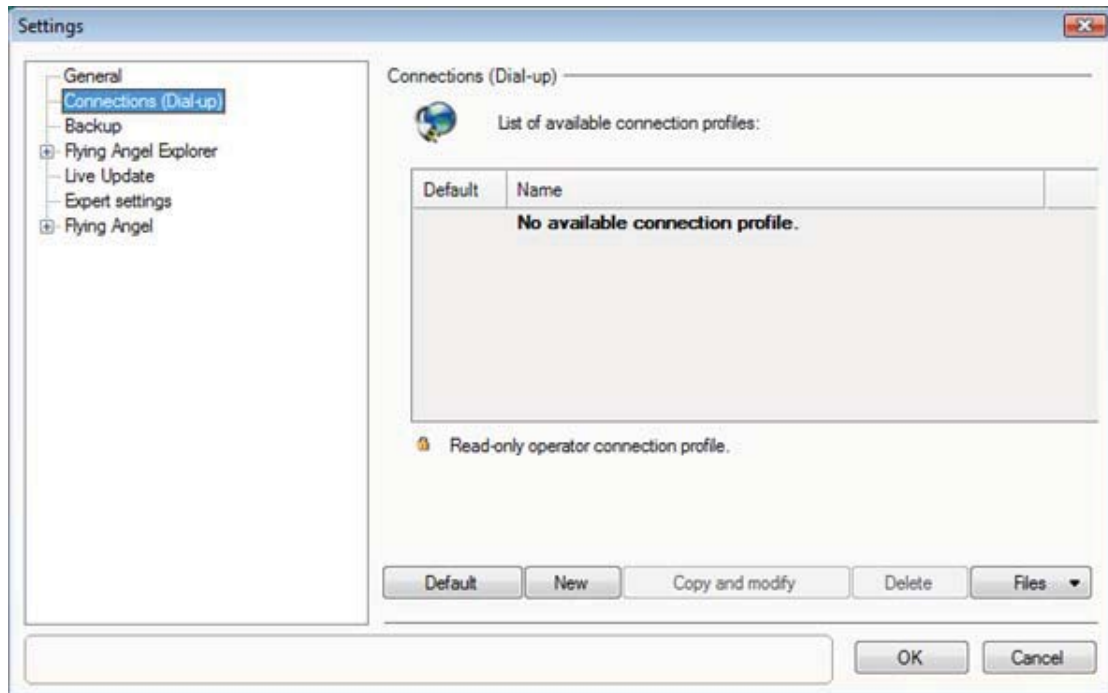 Settings
General
Connections (Dial-up)
Backup
Flying Angel Explorer
Live Update
Expert settings
Flying Angel
Connections (Dial-up)
List of available connection profiles:
Default Name
No available connection profile.
Read-only operator connection profile.
Default New Copy and modify Delete Files
OK Cancel